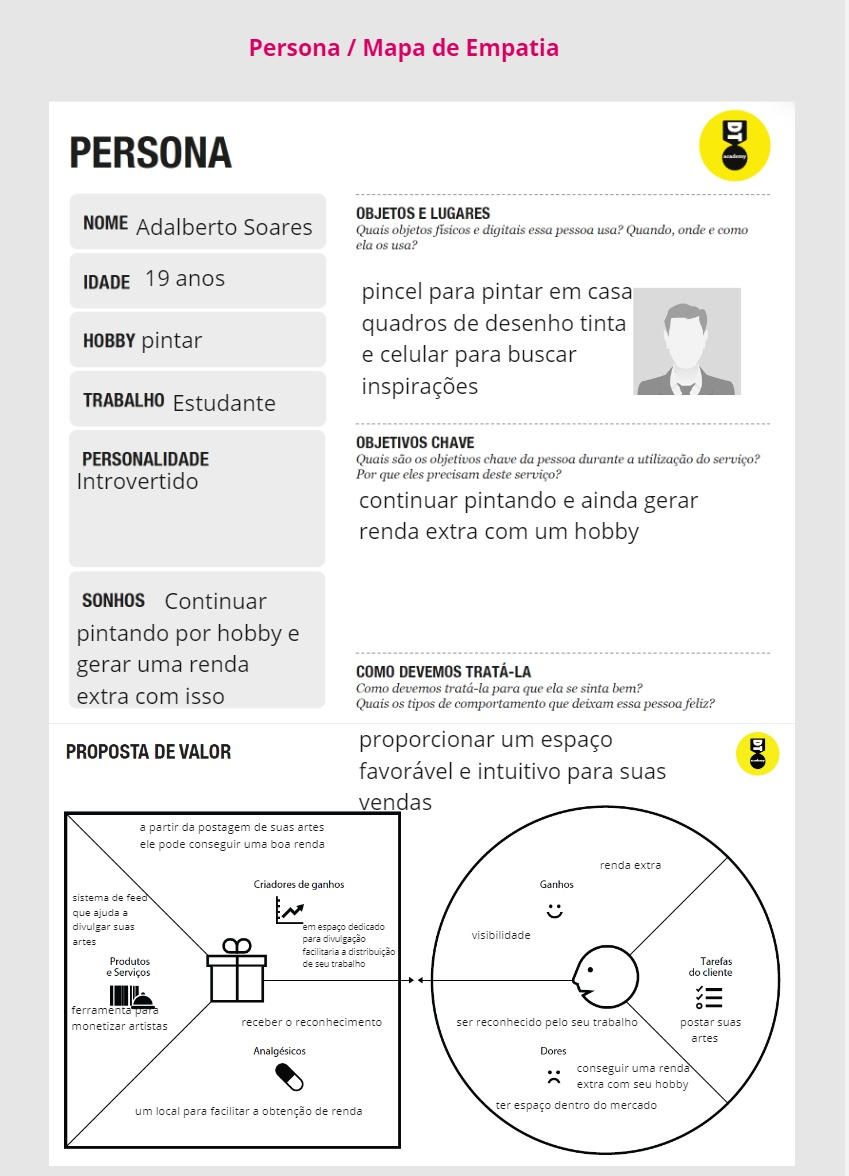 Persona / Mapa de Empatia
PERSONA
DT
academy
NOME Adalberto Soares
IDADE 19 anos
HOBBY pintar
TRABALHO Estudante
PERSONALIDADE
Introvertido
SONHOS Continuar
pintando por hobby e
gerar uma renda
extra com isso
OBJETOS E LUGARES
Quais objetos físicos e digitais essa pessoa usa? Quando, onde e como
ela os usa?
pincel para pintar em casa
quadros de desenho tinta
e celular para buscar
inspirações
OBJETIVOS CHAVE
Quais são os objetivos chave da pessoa durante a utilização do serviço?
Por que eles precisam deste serviço?
continuar pintando e ainda gerar
renda extra com um hobby
COMO DEVEMOS TRATÁ-LA
Como devemos tratá-la para que ela se sinta bem?
Quais os tipos de comportamento que deixam essa pessoa feliz?
proporcionar um espaço
favorável e intuitivo para suas
vendas
PROPOSTA DE VALOR
DT
academy
a partir da postagem de suas artes
ele pode conseguir uma boa renda
Criadores de ganhos
em espaço dedicado
para divulgação
facilitaria a distribuição
de seu trabalho
sistema de feed
que ajuda a
divulgar suas
artes
Produtos
e Serviços
ferramenta para
monetizar artistas
receber o reconhecimento
Analgésicos
um local para facilitar a obtenção de renda
renda extra
Ganhos
visibilidade
Tarefas
do cliente
postar suas
artes
ser reconhecido pelo seu trabalho
Dores
conseguir uma renda
extra com seu hobby
ter espaço dentro do mercado